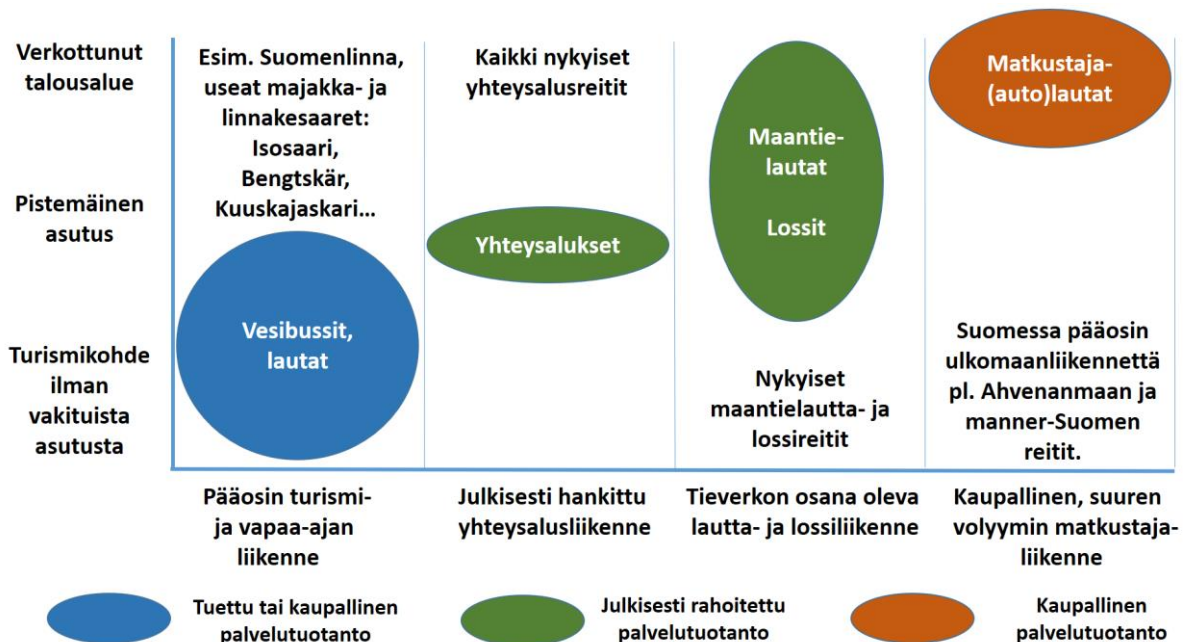 Verkottunut
talousalue
Pistemäinen
asutus
Turismikohde
ilman
vakituista
asutusta
Esim. Suomenlinna,
useat majakka- ja
linnakesaaret:
Isosaari,
Bengtskär,
Kuuskajaskari...
Vesibussit,
lautat
Kaikki nykyiset
yhteysalusreitit
Yhteysalukset
Maantie-
lautat
Lossit
Nykyiset
maantielautta- ja
lossireitit
Matkustaja-
(auto)lautat
Suomessa pääosin
ulkomaanliikennettä
pl. Ahvenanmaan ja
manner-Suomen
reitit.
Pääosin turismi-
ja vapaa-ajan
liikenne
Julkisesti hankittu
yhteysalusliikenne
Tieverkon osana oleva
lautta- ja lossiliikenne
Kaupallinen, suuren
volyymin matkustaja-
liikenne
Tuettu tai kaupallinen
palvelutuotanto
Julkisesti rahoitettu
palvelutuotanto
Kaupallinen
palvelutuotanto